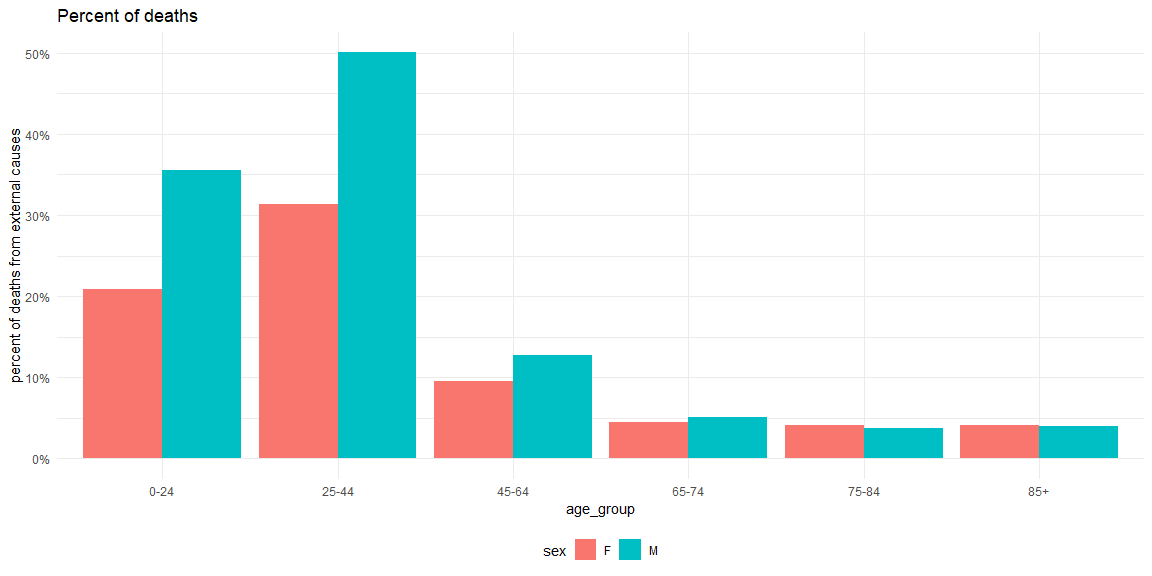 Percent of deaths
percent of deaths from external causes
50%
40%
30%
20%
10%
0%
0-24 25-44 45-64 65-74 75-84 85+
age_group
sex F M